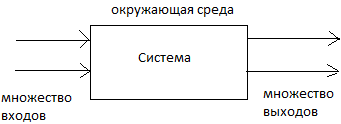 окружающая среда
Система
множество
входов
множество
выходов